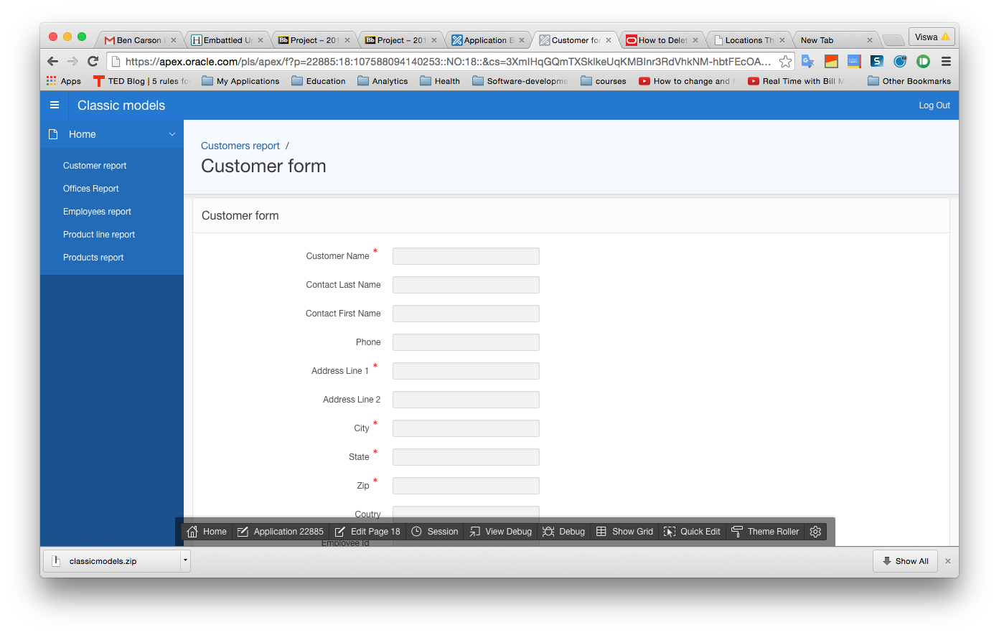 Ben Carson i
Embattled Un
Project – 201
Project – 201
Application B
Customer for
How to Delet
Locations Th
New Tab
Viswa
https://apex.oracle.com/pls/apex/f?p=22885:18:107588094140253::NO:18::&cs=3XmIHqGQmTXSklkeUqKMBInr3RdVhkNM-hbtFEcOA...
Apps
TED Blog | 5 rules fo
My Applications
Education
Analytics
Health
Software-developme
courses
How to change and f
Real Time with Bill M
Other Bookmarks
Classic models
Log Out
Home
Customer report
Offices Report
Employees report
Product line report
Products report
Customers report /
Customer form
Customer form
Customer Name *
Contact Last Name
Contact First Name
Phone
Address Line 1 *
Address Line 2
City *
State *
Zip *
Coutry
Employee Id
Home
Application 22885
Edit Page 18
Session
View Debug
Debug
Show Grid
Quick Edit
Theme Roller
classicmodels.zip
Show All